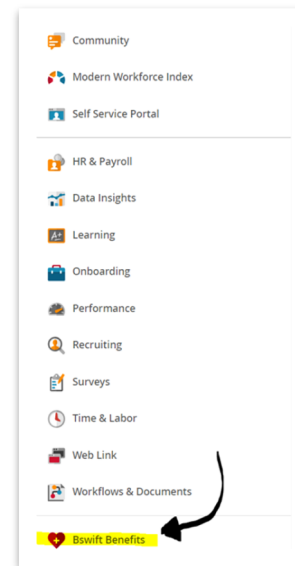 Community
Modern Workforce Index
Self Service Portal
HR & Payroll
Data Insights
A+
Learning
Onboarding
Performance
Recruiting
Surveys
Time & Labor
Web Link
Workflows & Documents
Bswift Benefits